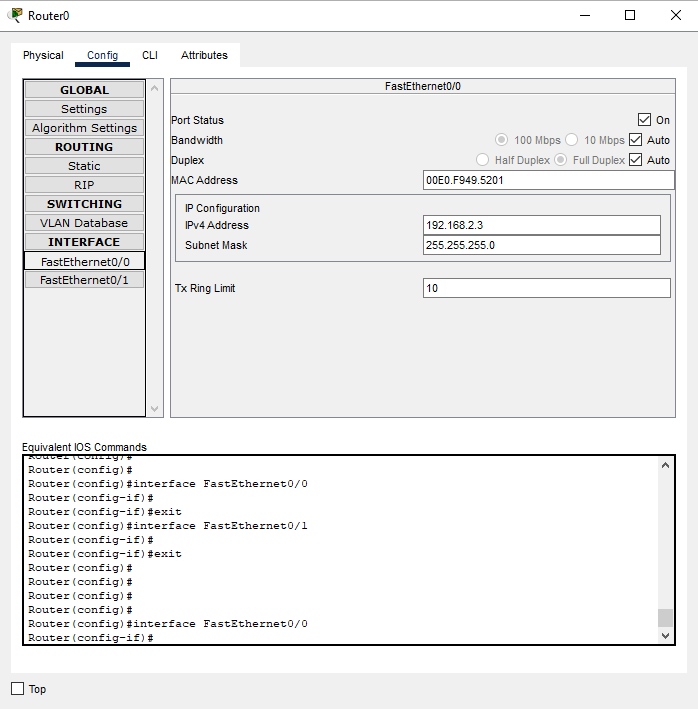 Router0
Physical Config CLI Attributes
GLOBAL
Settings
Algorithm Settings
ROUTING
Static
RIP
SWITCHING
VLAN Database
INTERFACE
FastEthernet0/0
FastEthernet0/1
FastEthernet0/0
Port Status On
Bandwidth 100 Mbps 10 Mbps Auto
Duplex Half Duplex Full Duplex Auto
MAC Address 00E0.F949.5201
IP Configuration
IPv4 Address 192.168.2.3
Subnet Mask 255.255.255.0
Tx Ring Limit 10
Equivalent IOS Commands
Router(config)#
Router(config)#
Router(config)#interface FastEthernet0/0
Router(config-if)#
Router(config-if)#exit
Router(config)#interface FastEthernet0/1
Router(config-if)#
Router(config-if)#exit
Router(config)#
Router(config)#
Router(config)#
Router(config)#
Router(config)#interface FastEthernet0/0
Router(config-if)#
Top